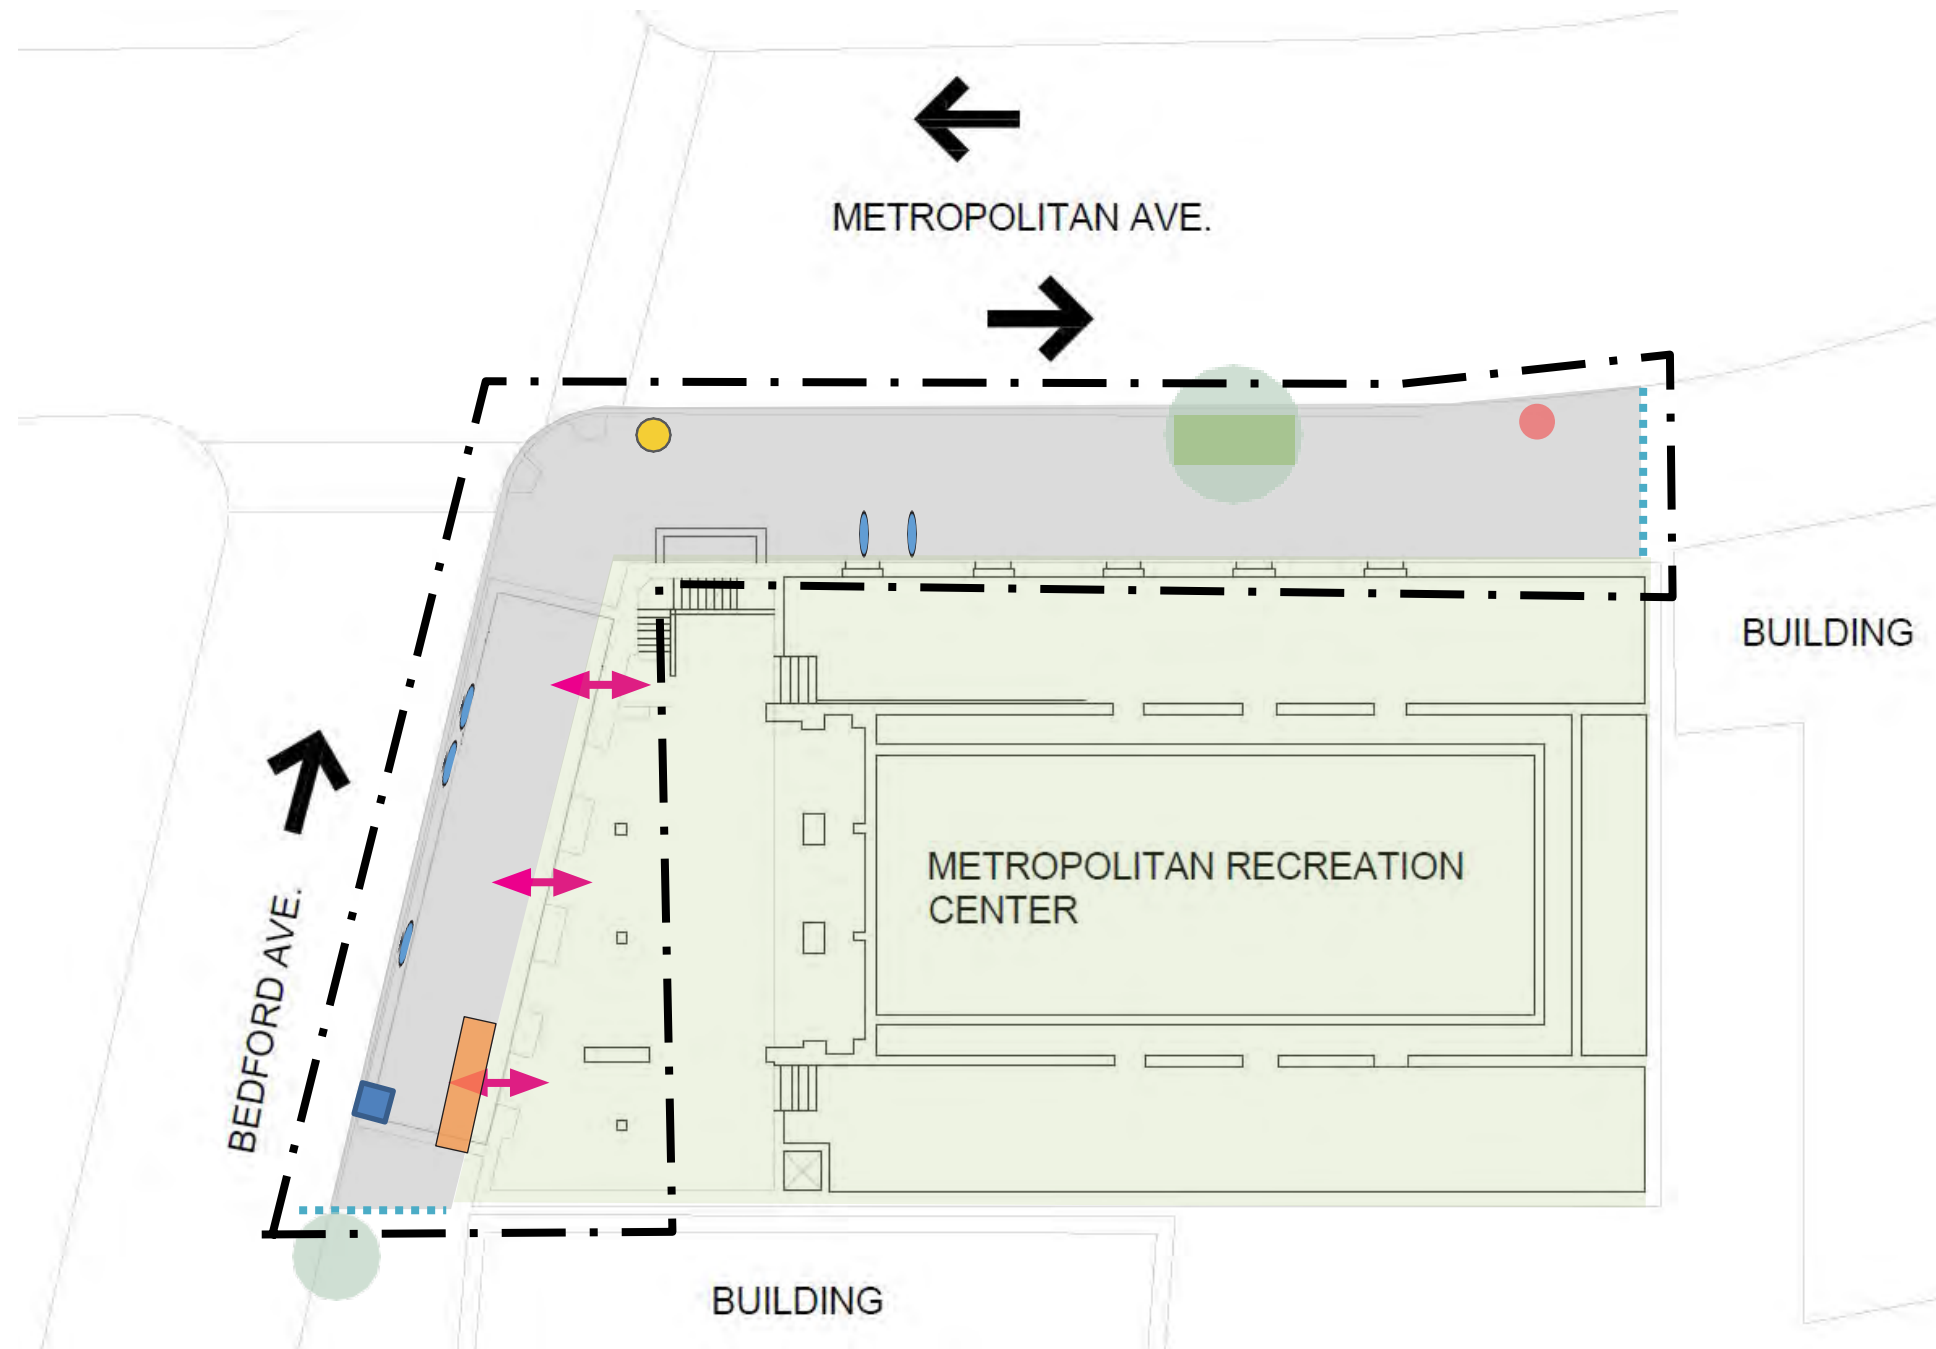 METROPOLITAN AVE.
BUILDING
BEDFORD AVE.
METROPOLITAN RECREATION
CENTER
BUILDING